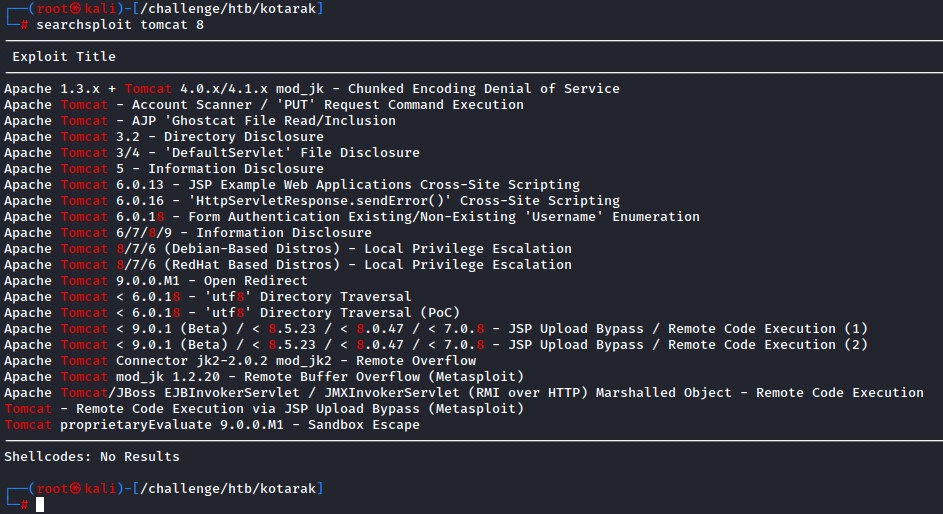 ┌──(root㉿kali)-[/challenge/htb/kotarak]
└─# searchsploit tomcat 8
Exploit Title
Apache 1.3.x + Tomcat 4.0.x/4.1.x mod_jk - Chunked Encoding Denial of Service
Apache Tomcat - Account Scanner / 'PUT' Request Command Execution
Apache Tomcat - AJP 'Ghostcat File Read/Inclusion
Apache Tomcat 3.2 - Directory Disclosure
Apache Tomcat 3/4 - 'DefaultServlet' File Disclosure
Apache Tomcat 5 - Information Disclosure
Apache Tomcat 6.0.13 - JSP Example Web Applications Cross-Site Scripting
Apache Tomcat 6.0.16 - 'HttpServletResponse.sendError()' Cross-Site Scripting
Apache Tomcat 6.0.18 - Form Authentication Existing/Non-Existing 'Username' Enumeration
Apache Tomcat 6/7/8/9 - Information Disclosure
Apache Tomcat 8/7/6 (Debian-Based Distros) - Local Privilege Escalation
Apache Tomcat 8/7/6 (RedHat Based Distros) - Local Privilege Escalation
Apache Tomcat 9.0.0.M1 - Open Redirect
Apache Tomcat < 6.0.18 - 'utf8' Directory Traversal
Apache Tomcat < 6.0.18 - 'utf8' Directory Traversal (PoC)
Apache Tomcat < 9.0.1 (Beta) / < 8.5.23 / < 8.0.47 / < 7.0.8 - JSP Upload Bypass / Remote Code Execution (1)
Apache Tomcat < 9.0.1 (Beta) / < 8.5.23 / < 8.0.47 / < 7.0.8 - JSP Upload Bypass / Remote Code Execution (2)
Apache Tomcat Connector jk2-2.0.2 mod_jk2 - Remote Overflow
Apache Tomcat mod_jk 1.2.20 - Remote Buffer Overflow (Metasploit)
Apache Tomcat/JBoss EJBInvokerServlet / JMXInvokerServlet (RMI over HTTP) Marshalled Object - Remote Code Execution
Tomcat - Remote Code Execution via JSP Upload Bypass (Metasploit)
Tomcat proprietaryEvaluate 9.0.0.M1 - Sandbox Escape
Shellcodes: No Results
┌──(root㉿kali)-[/challenge/htb/kotarak]
└─#